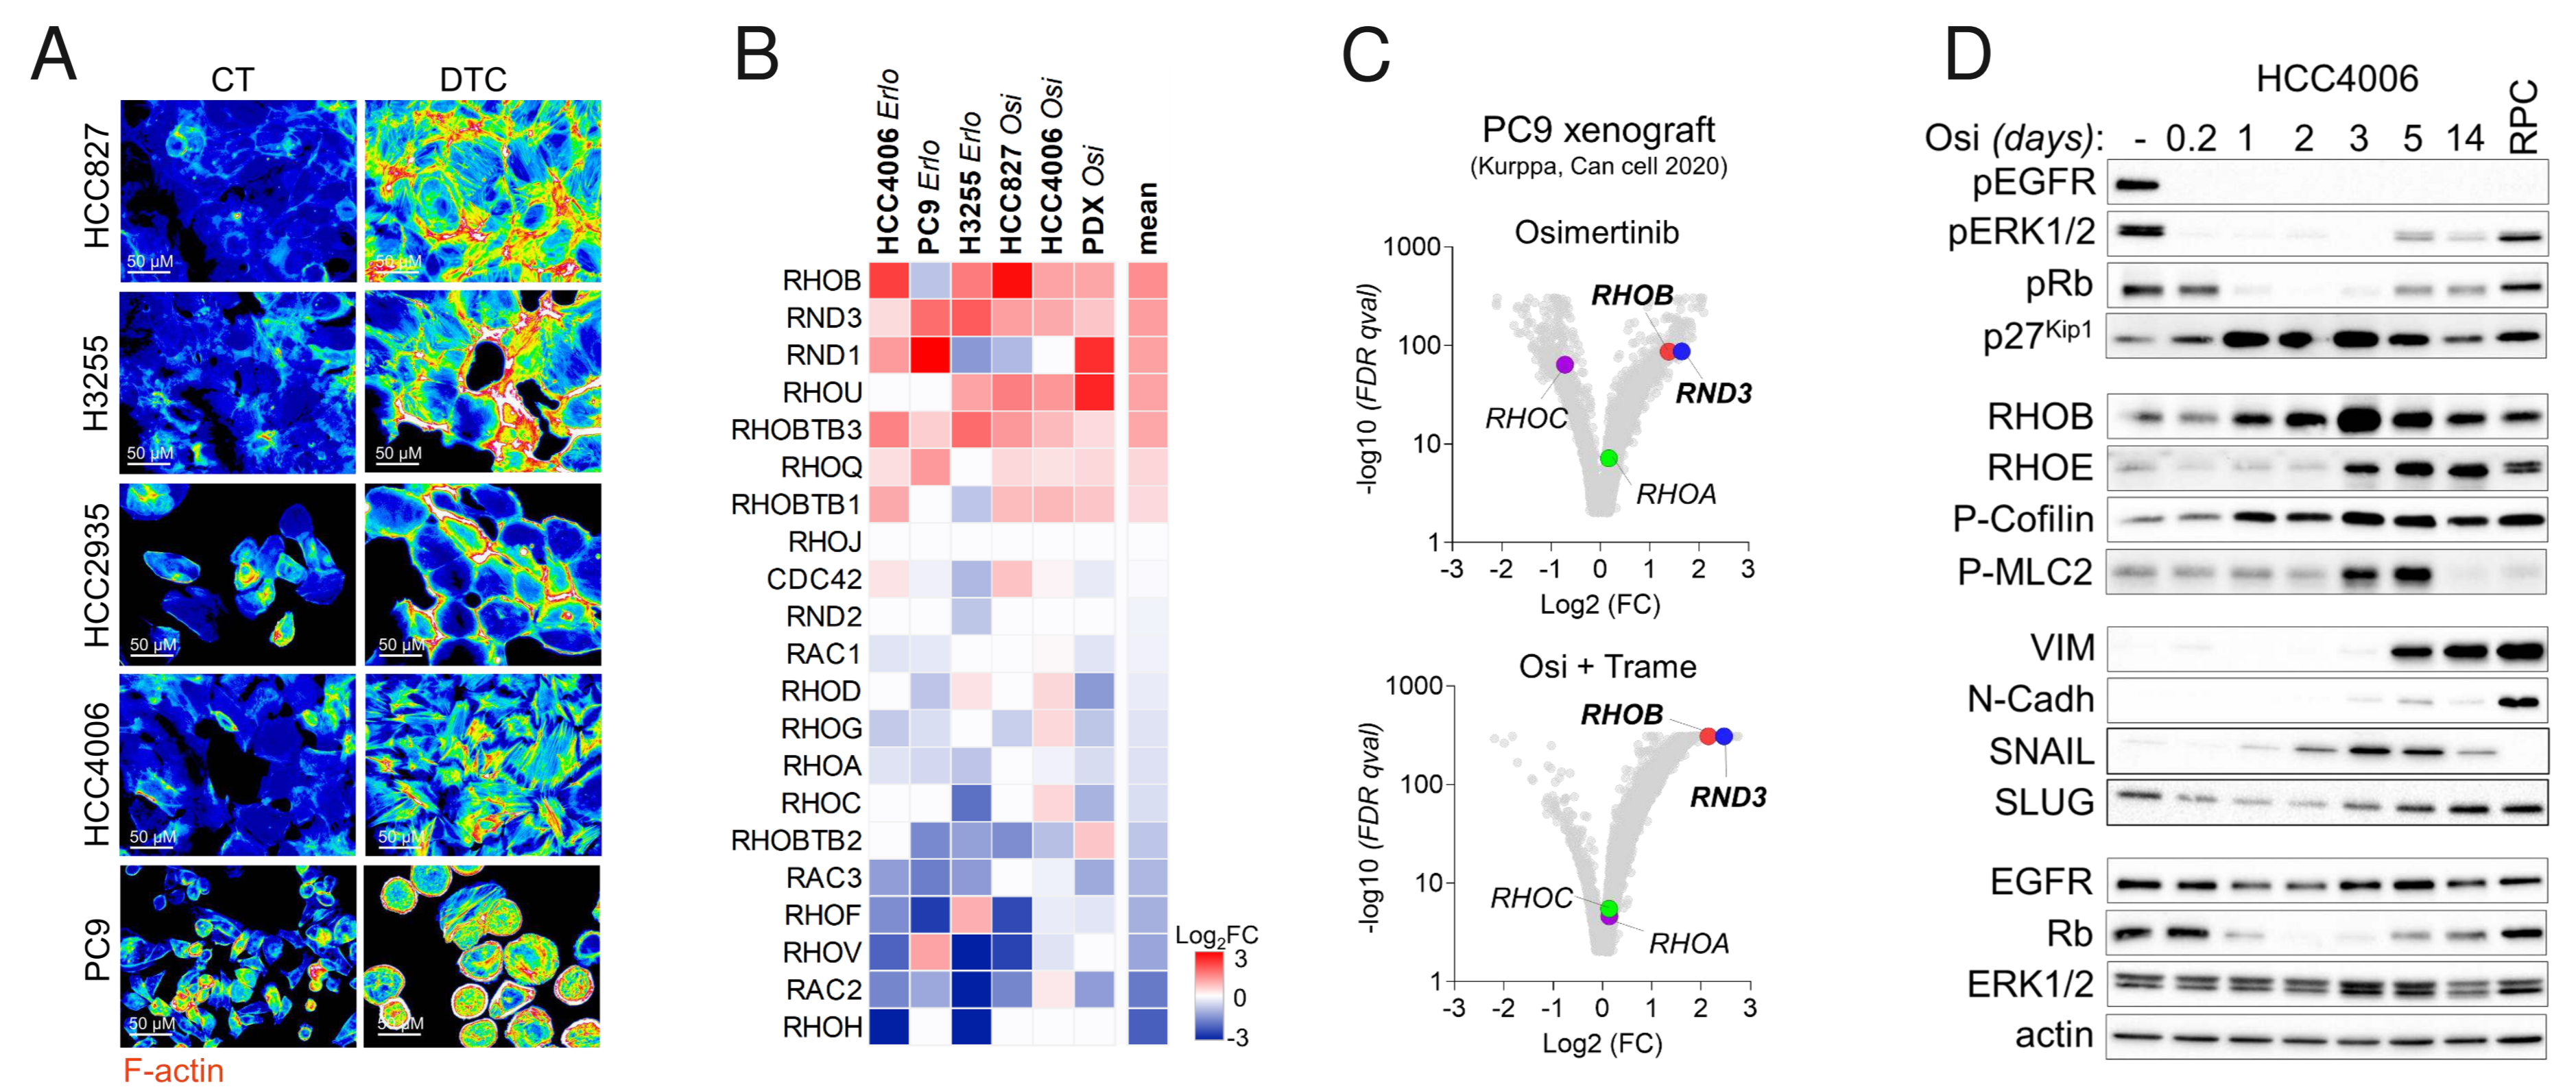 A
CT
DTC
HCC827
50 µM
50 µM
H3255
50 µM
50 µM
HCC2935
50 µM
50 µM
HCC4006
50 µM
50 µM
PC9
50 µM
50 µM
F-actin
B
HCC4006 Erlo
PC9 Erlo
H3255 Erlo
HCC827 Osi
HCC4006 Osi
PDX Osi
mean
RHOB
RND3
RND1
RHOU
RHOBTB3
RHOQ
RHOBTB1
RHOJ
CDC42
RND2
RAC1
RHOD
RHOG
RHOA
RHOC
RHOBTB2
RAC3
RHOF
RHOV
RAC2
RHOH
Log2FC
3
0
-3
C
PC9 xenograft
(Kurppa, Can cell 2020)
Osimertinib
-log10 (FDR qval)
1000
100
10
1
RHOB
RND3
RHOC
RHOA
-3 -2 -1 0 1 2 3
Log2 (FC)
Osi + Trame
-log10 (FDR qval)
1000
100
10
1
RHOB
RND3
RHOC
RHOA
-3 -2 -1 0 1 2 3
Log2 (FC)
D
HCC4006
Osi (days): - 0.2 1 2 3 5 14 RPC
pEGFR
pERK1/2
pRb
p27Kip1
RHOB
RHOE
P-Cofilin
P-MLC2
VIM
N-Cadh
SNAIL
SLUG
EGFR
Rb
ERK1/2
actin